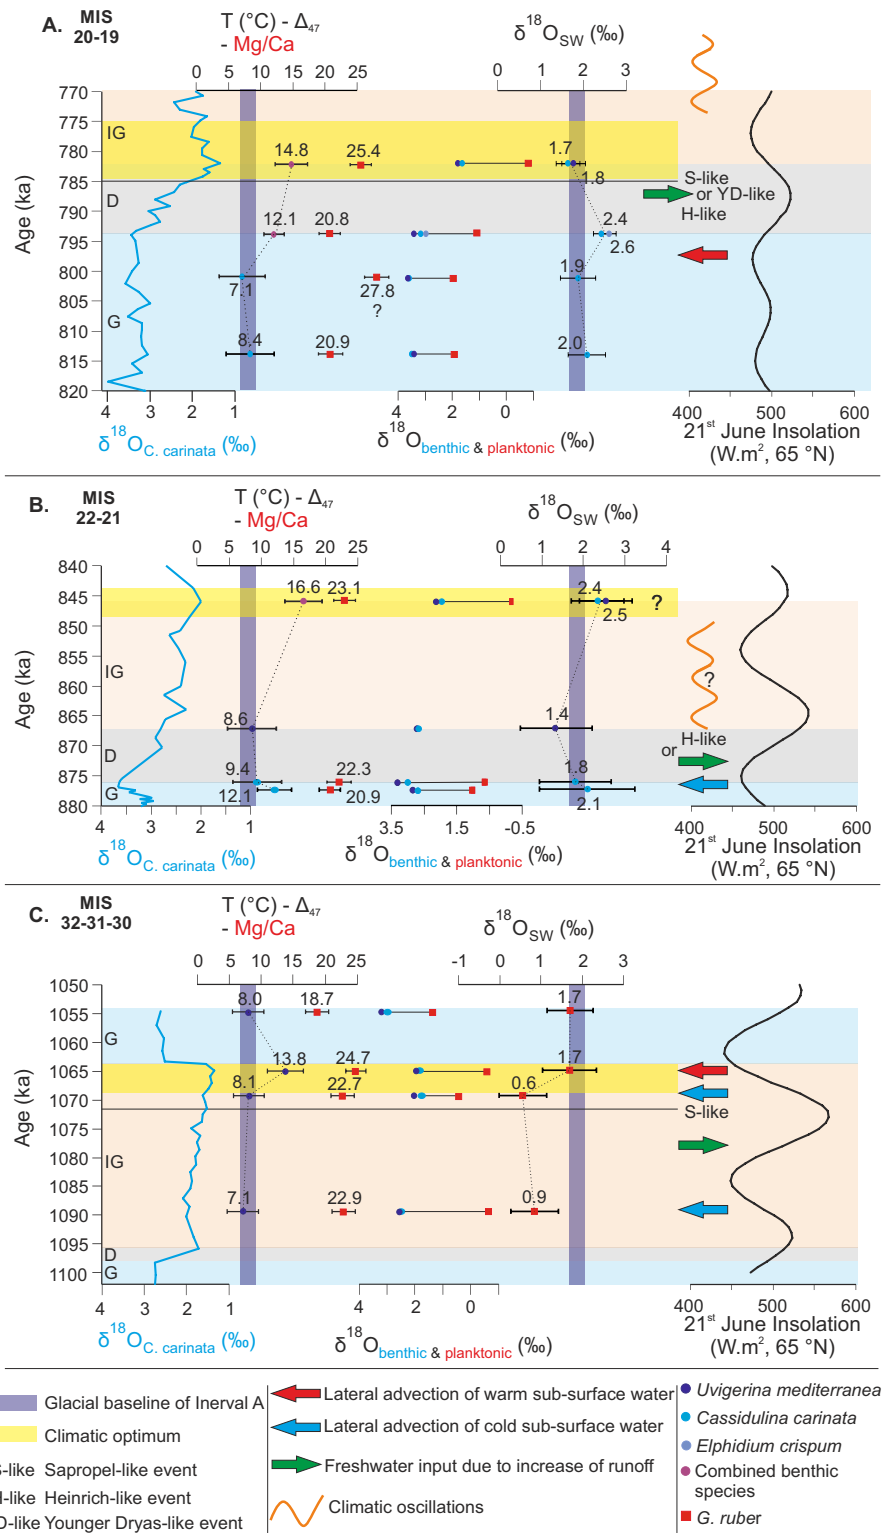 A. MIS
20-19
T (°C) - Δ47
- Mg/Ca
δ18OSW (‰)
0 5 10 15 20 25
0 1 2 3
770
775
780
785
790
795
800
805
810
815
820
Age (ka)
IG
D
G
14.8
25.4
1.7
1.8
12.1
20.8
2.4
2.6
7.1
27.8
?
1.9
8.4
20.9
2.0
S-like
or YD-like
H-like
4 3 2 1
4 2 0
400 500 600
δ18OC. carinata (‰)
δ18Obenthic & planktonic (‰)
21st June Insolation
(W.m2, 65 °N)
B. MIS
22-21
T (°C) - Δ47
- Mg/Ca
δ18OSW (‰)
0 5 10 15 20 25
0 1 2 3 4
840
845
850
855
860
865
870
875
880
Age (ka)
IG
D
G
16.6
23.1
2.4
2.5
?
?
8.6
1.4
H-like
or
9.4
22.3
1.8
12.1
20.9
2.1
4 3 2 1
3.5 1.5 -0.5
400 500 600
δ18OC. carinata (‰)
δ18Obenthic & planktonic (‰)
21st June Insolation
(W.m2, 65 °N)
C. MIS
32-31-30
T (°C) - Δ47
- Mg/Ca
δ18OSW (‰)
0 5 10 15 20 25
-1 0 1 2 3
1050
1055
1060
1065
1070
1075
1080
1085
1090
1095
1100
Age (ka)
G
IG
D
G
8.0
18.7
1.7
13.8
24.7
1.7
8.1
22.7
0.6
S-like
7.1
22.9
0.9
4 3 2 1
4 2 0
400 500 600
δ18OC. carinata (‰)
δ18Obenthic & planktonic (‰)
21st June Insolation
(W.m2, 65 °N)
Glacial baseline of Inerval A
Climatic optimum
S-like Sapropel-like event
H-like Heinrich-like event
D-like Younger Dryas-like event
Lateral advection of warm sub-surface water
Lateral advection of cold sub-surface water
Freshwater input due to increase of runoff
Climatic oscillations
Uvigerina mediterranea
Cassidulina carinata
Elphidium crispum
Combined benthic
species
G. ruber